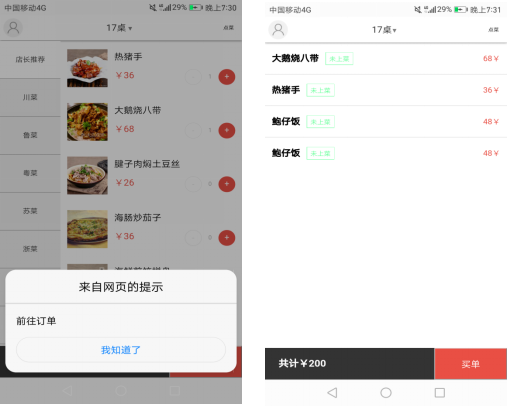 中国移动4G
29%
晚上7:30
17桌▾
点菜
店长推荐
川菜
鲁菜
粤菜
苏菜
浙菜
热猪手
￥36
大鹅烧八带
￥68
腱子肉焖土豆丝
￥26
海肠炒茄子
￥36
来自网页的提示
前往订单
我知道了
中国移动4G
29%
晚上7:31
17桌▾
点菜
大鹅烧八带 未上菜 68￥
热猪手 未上菜 36￥
鲍仔饭 未上菜 48￥
鲍仔饭 未上菜 48￥
共计￥200 买单